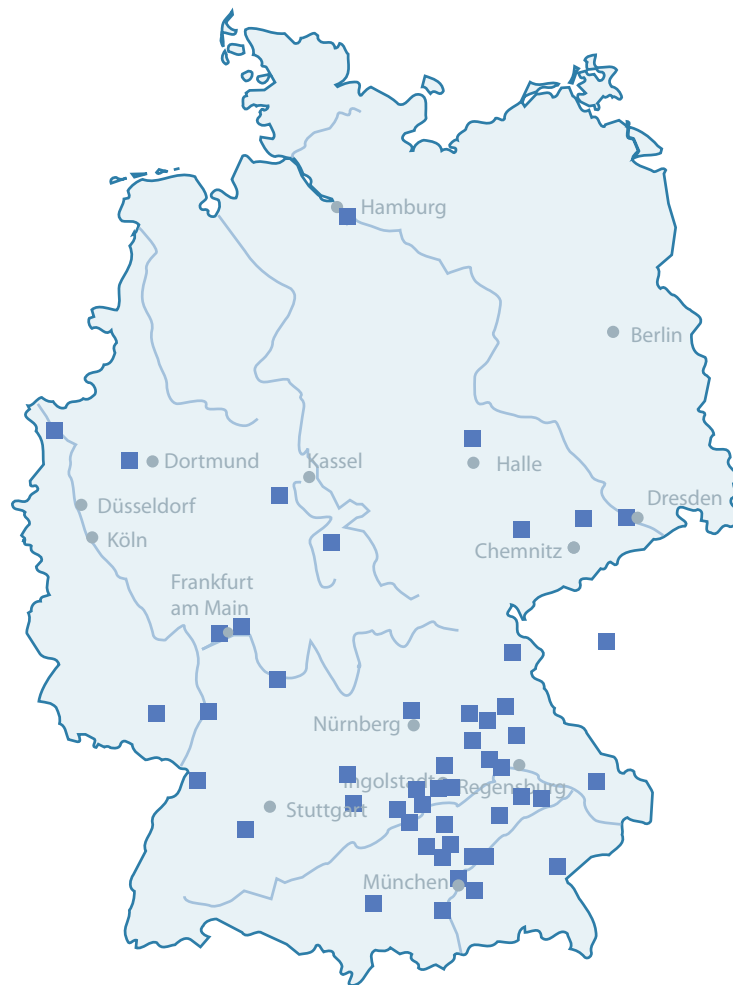 Hamburg
Berlin
Dortmund
Kassel
Halle
Düsseldorf
Dresden
Köln
Chemnitz
Frankfurt
am Main
Nürnberg
Ingolstadt
Regensburg
Stuttgart
München